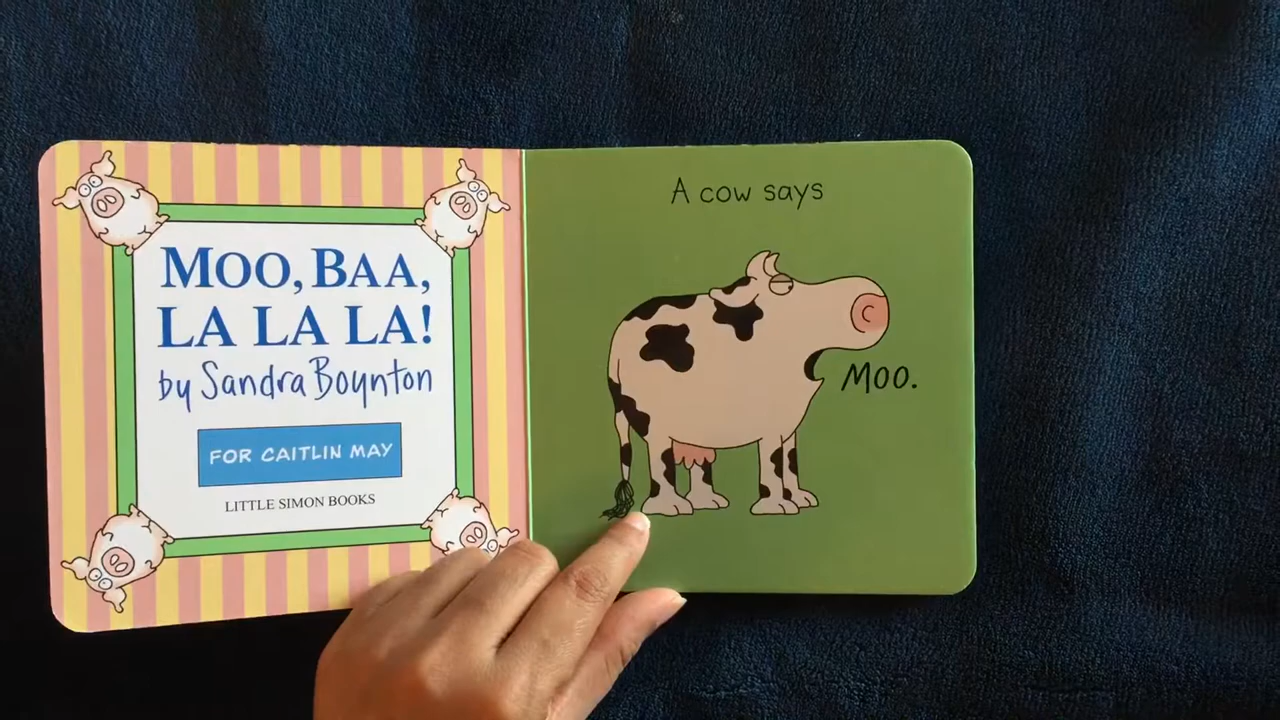 MOO, BAA,
LA LA LA!
by Sandra Boynton
FOR CAITLIN MAY
LITTLE SIMON BOOKS
A cow says
MOO.